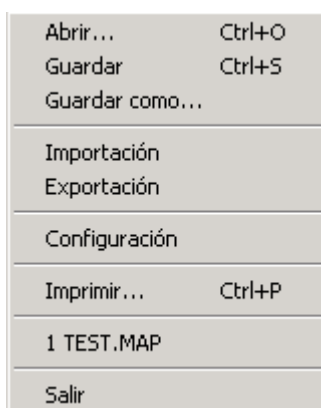 Abrir... Ctrl+O
Guardar Ctrl+S
Guardar como...
Importación
Exportación
Configuración
Imprimir... Ctrl+P
1 TEST.MAP
Salir